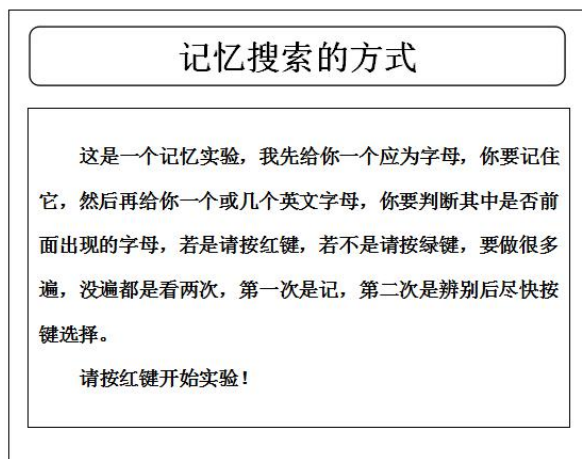 记忆搜索的方式
这是一个记忆实验，我先给你一个应为字母，你要记住
它，然后再给你一个或几个英文字母，你要判断其中是否前
面出现的字母，若是请按红键，若不是请按绿键，要做很多
遍，没遍都是看两次，第一次是记，第二次是辨别后尽快按
键选择。
请按红键开始实验！